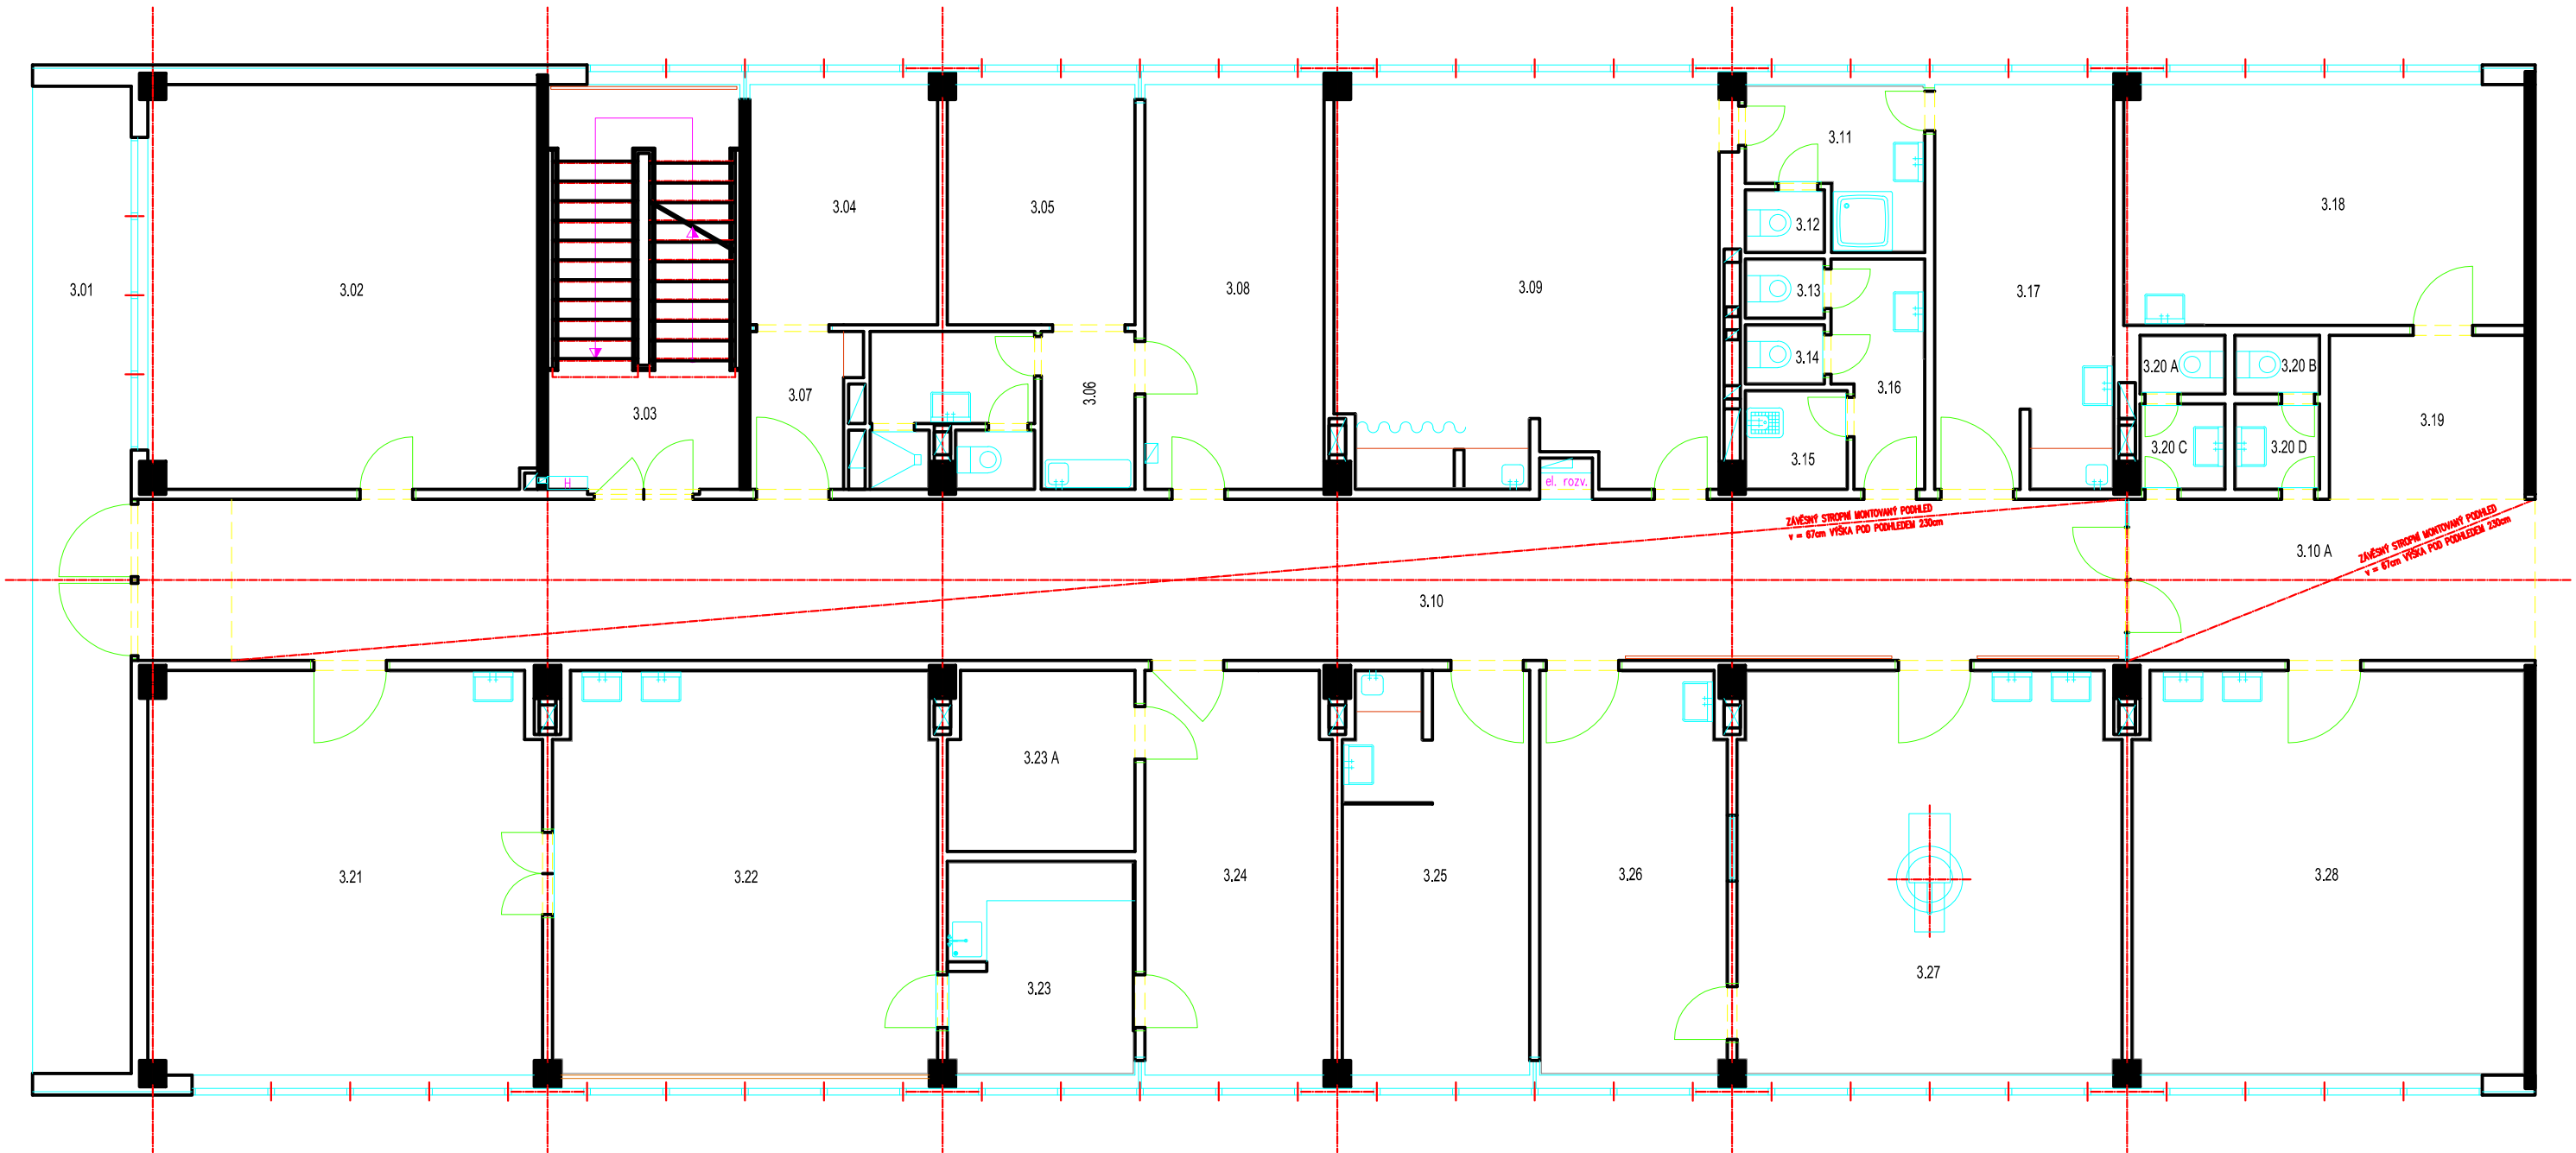 3.11
3.04
3.05
3.18
3.12
3.01
3.02
3.08
3.09
3.13
3.17
3.14
3.20 A
3.20 B
3.07
3.06
3.16
3.03
3.19
3.20 C
3.20 D
3.15
H
el. rozv.
ZÁVĚSNÝ STROPNÍ MONTOVANÝ PODHLED
v = 67cm VÝŠKA POD PODHLEDEM 230cm
ZÁVĚSNÝ STROPNÍ MONTOVANÝ PODHLED
v = 67cm VÝŠKA POD PODHLEDEM 230cm
3.10 A
3.10
3.23 A
3.21
3.22
3.24
3.25
3.26
3.28
3.27
3.23